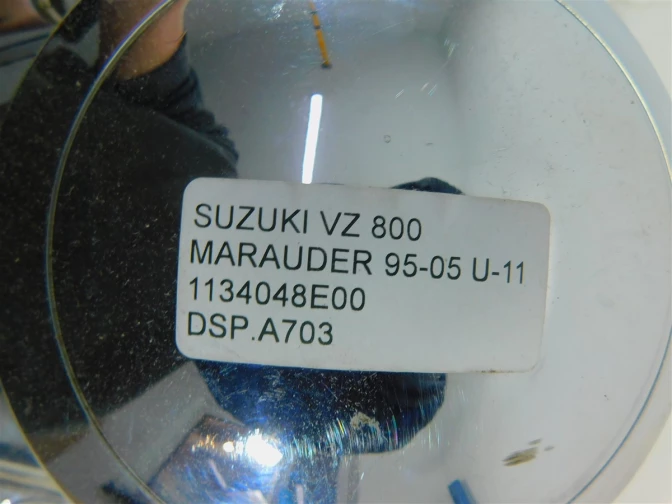 SUZUKI VZ 800
MARAUDER 95-05 U-11
1134048E00
DSP.A703